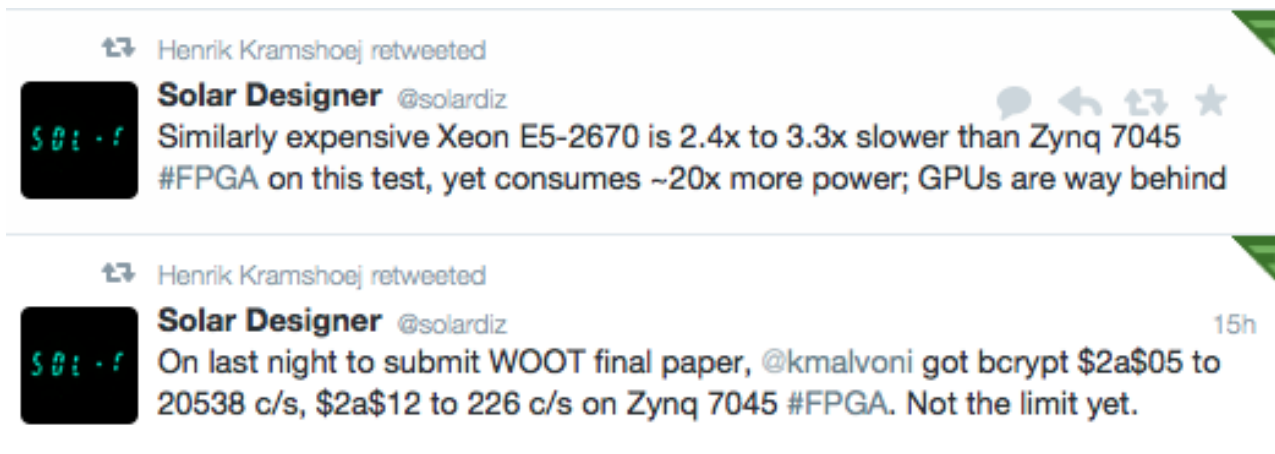 Henrik Kramshoej retweeted
Solar Designer @solardiz
Similarly expensive Xeon E5-2670 is 2.4x to 3.3x slower than Zynq 7045
#FPGA on this test, yet consumes ~20x more power; GPUs are way behind
Henrik Kramshoej retweeted
Solar Designer @solardiz 15h
On last night to submit WOOT final paper, @kmalvoni got bcrypt $2a$05 to
20538 c/s, $2a$12 to 226 c/s on Zynq 7045 #FPGA. Not the limit yet.